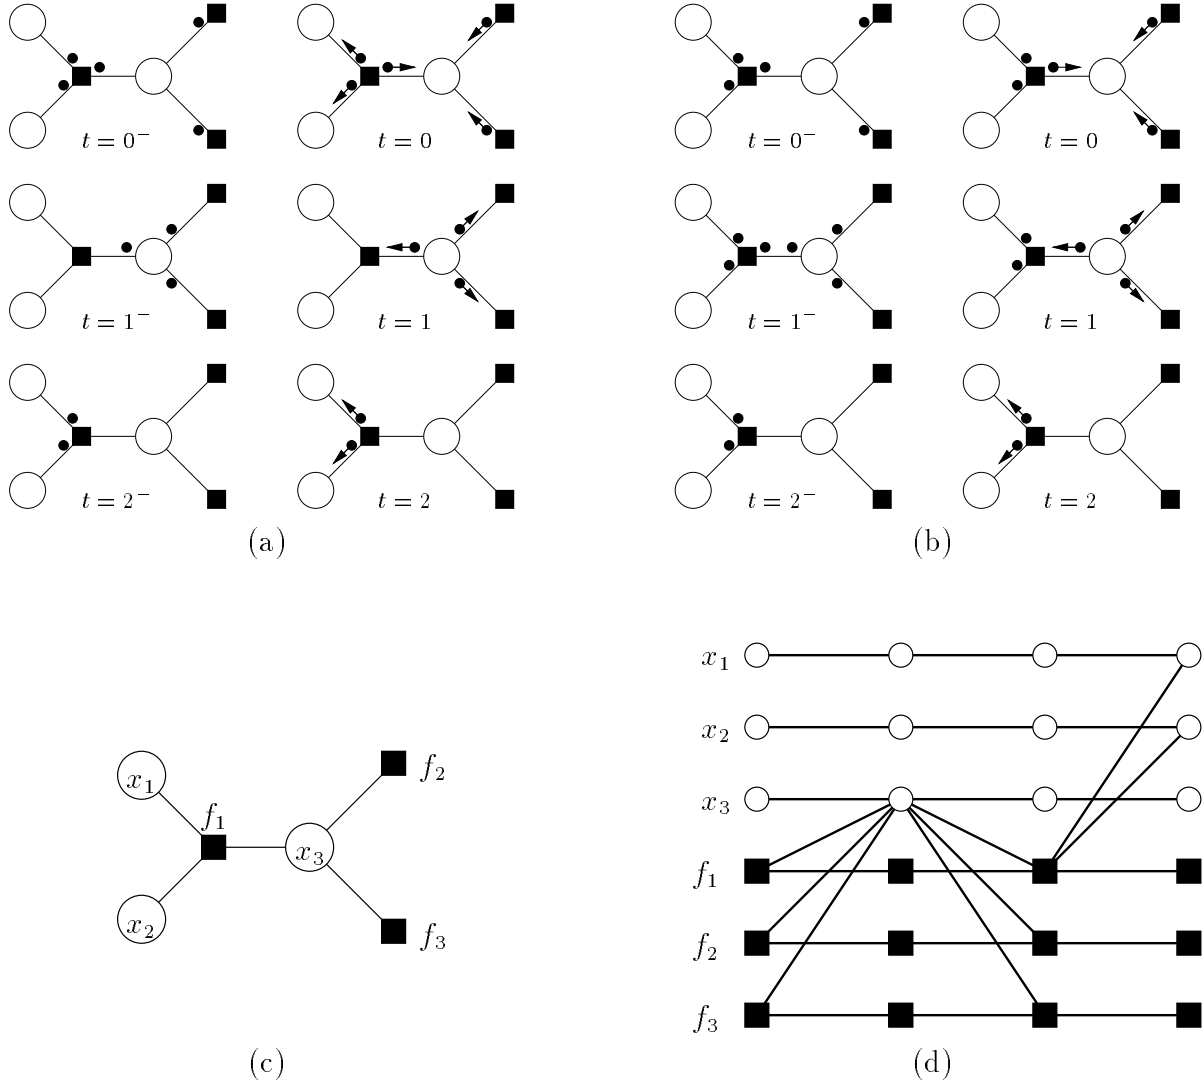 t = 0⁻ t = 0 t = 0⁻ t = 0
t = 1⁻ t = 1 t = 1⁻ t = 1
t = 2⁻ t = 2 t = 2⁻ t = 2
(a) (b)
x₁
x₂
x₃
f₁
f₂
f₃
x₁
f₂
f₁
x₃
x₂
f₃
(c) (d)